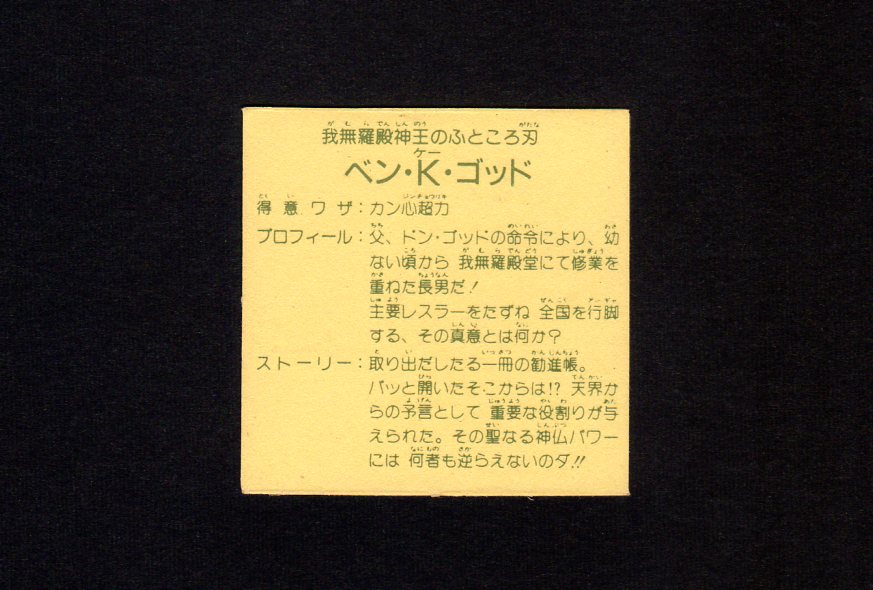 我無羅殿神王のふところ刃
ベン・K・ゴッド
得意ワザ：カン心超力
プロフィール：父、ドン・ゴッドの命令により、幼
ない頃から 我無羅殿堂にて修業を
重ねた長男だ！
主要レスラーをたずね 全国を行脚
する、その真意とは何か？
ストーリー：取り出だしたる一冊の勧進帳。
パッと開いたそこからは!? 天界か
らの予言として 重要な役割りが与
えられた。その聖なる神仏パワー
には 何者も逆らえないのダ!!